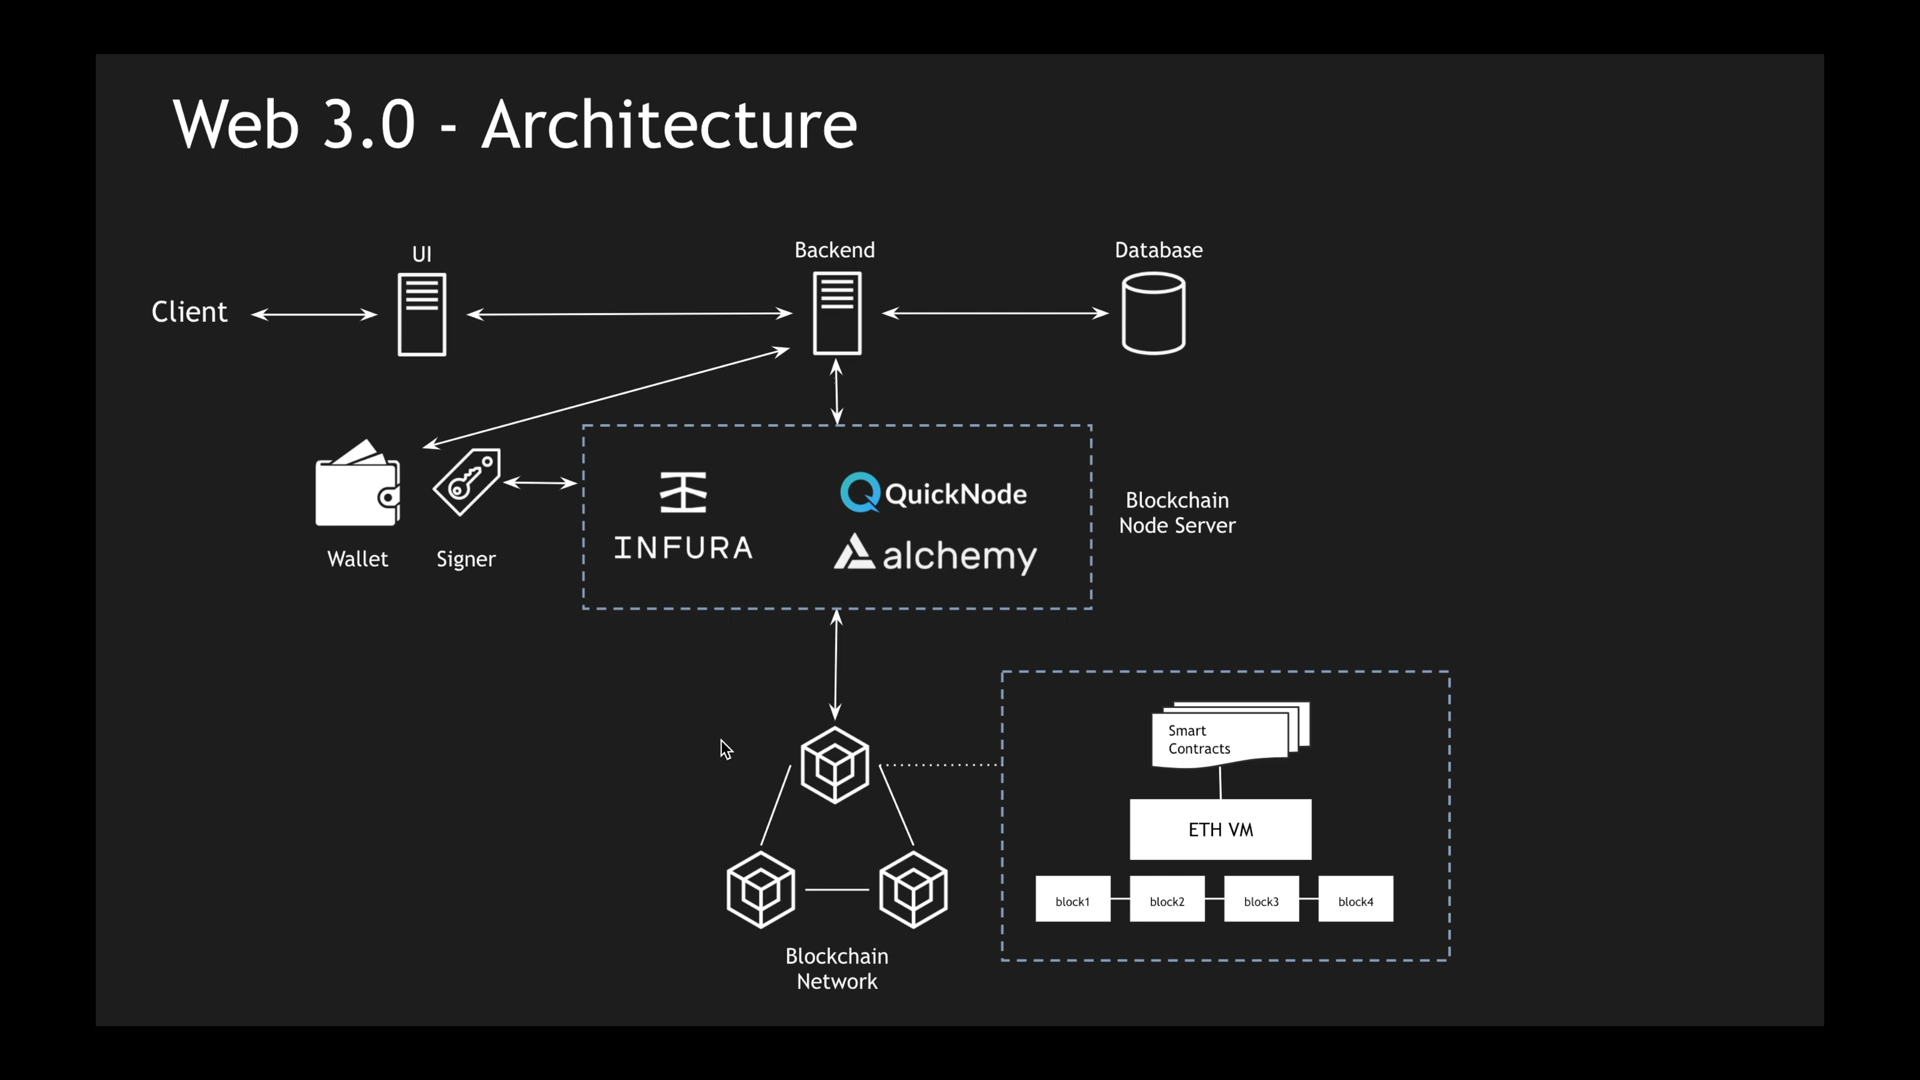 Web 3.0 - Architecture
UI
Backend
Database
Client
INFURA
QuickNode
alchemy
Blockchain
Node Server
Wallet
Signer
Smart
Contracts
ETH VM
block1
block2
block3
block4
Blockchain
Network